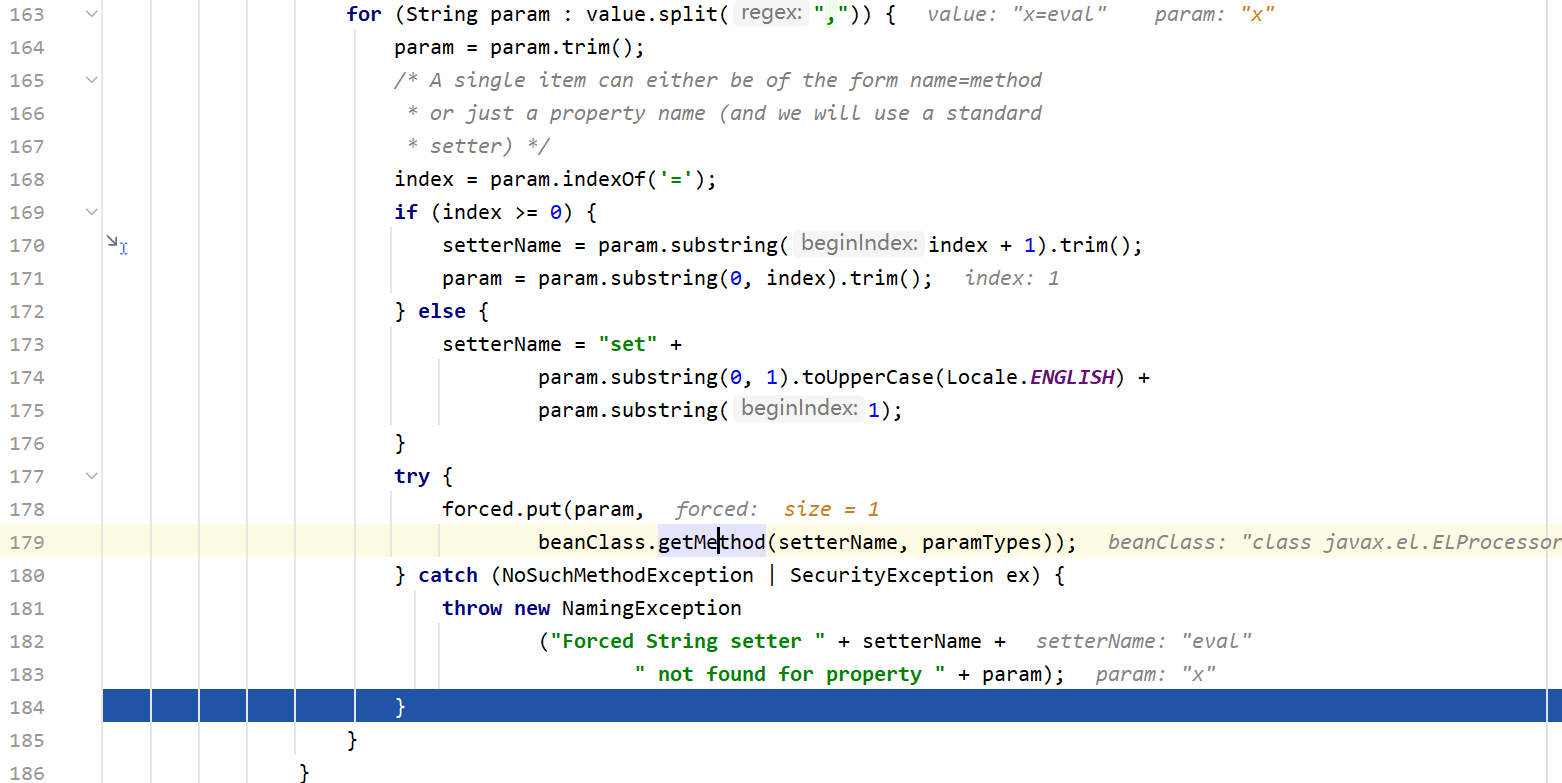 163 for (String param : value.split( regex: ",")) { value: "x=eval" param: "x"
164 param = param.trim();
165 /* A single item can either be of the form name=method
166 * or just a property name (and we will use a standard
167 * setter) */
168 index = param.indexOf('=');
169 if (index >= 0) {
170 setterName = param.substring( beginIndex: index + 1).trim();
171 param = param.substring(0, index).trim(); index: 1
172 } else {
173 setterName = "set" +
174 param.substring(0, 1).toUpperCase(Locale.ENGLISH) +
175 param.substring( beginIndex: 1);
176 }
177 try {
178 forced.put(param, forced: size = 1
179 beanClass.getMethod(setterName, paramTypes)); beanClass: "class javax.el.ELProcessor
180 } catch (NoSuchMethodException | SecurityException ex) {
181 throw new NamingException
182 ("Forced String setter " + setterName + setterName: "eval"
183 " not found for property " + param); param: "x"
184 }
185 }
186 }